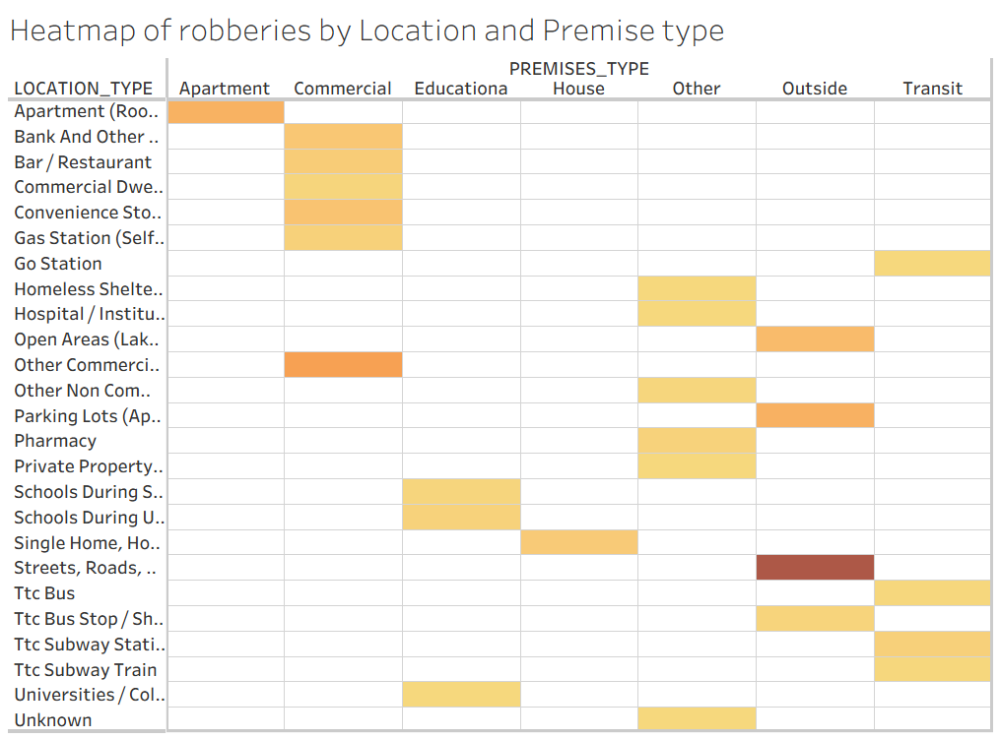 Heatmap of robberies by Location and Premise type
PREMISES_TYPE
LOCATION_TYPE Apartment Commercial Educationa House Other Outside Transit
Apartment (Roo..
Bank And Other ..
Bar / Restaurant
Commercial Dwe..
Convenience Sto..
Gas Station (Self..
Go Station
Homeless Shelte..
Hospital / Institu..
Open Areas (Lak..
Other Commerci..
Other Non Com..
Parking Lots (Ap..
Pharmacy
Private Property..
Schools During S..
Schools During U..
Single Home, Ho..
Streets, Roads, ..
Ttc Bus
Ttc Bus Stop / Sh..
Ttc Subway Stati..
Ttc Subway Train
Universities / Col..
Unknown